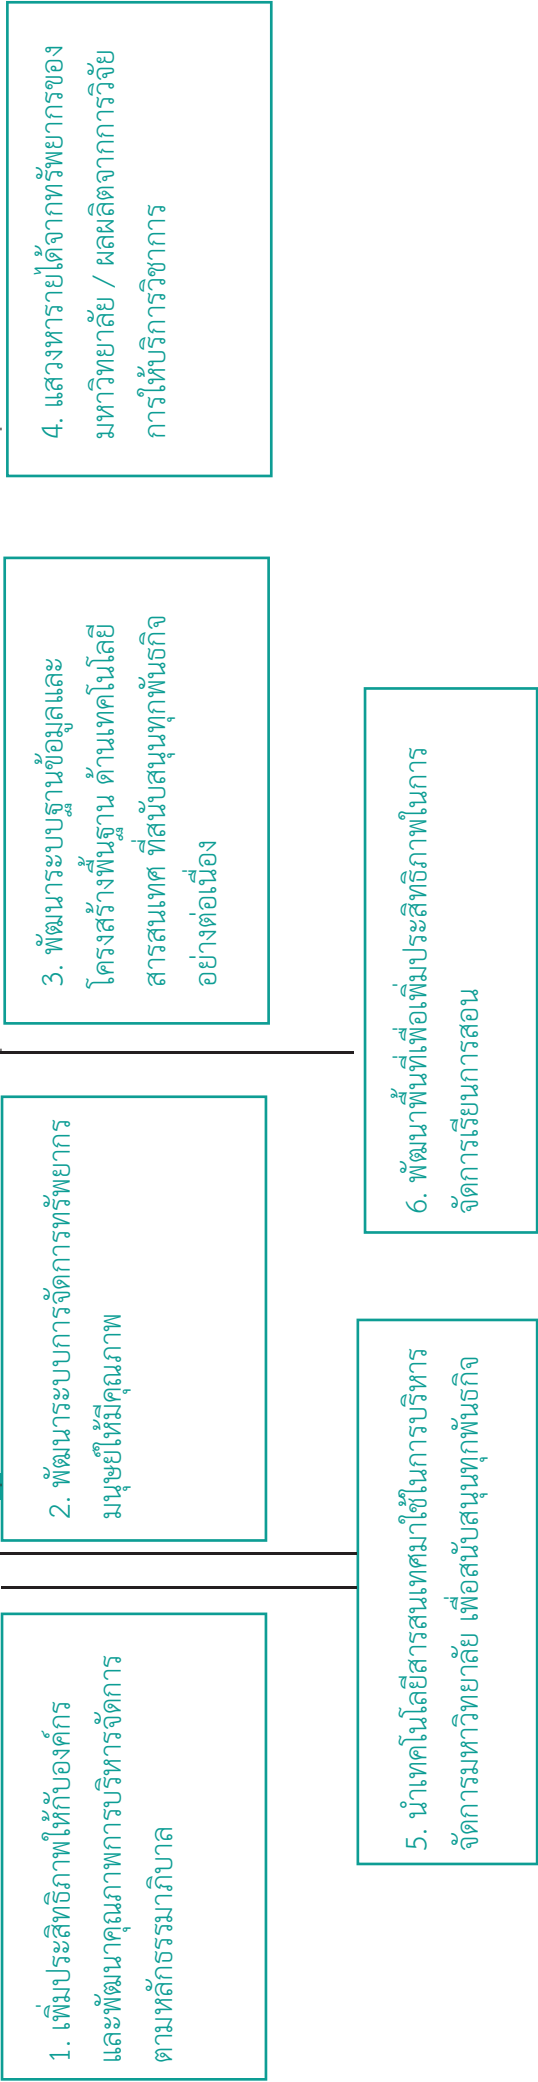 1. เพิ่มประสิทธิภาพให้กับองค์กร
และพัฒนาคุณภาพการบริหารจัดการ
ตามหลักธรรมาภิบาล
2. พัฒนาระบบการจัดการทรัพยากร
มนุษย์ให้มีคุณภาพ
3. พัฒนาระบบฐานข้อมูลและ
โครงสร้างพื้นฐาน ด้านเทคโนโลยี
สารสนเทศ ที่สนับสนุนทุกพันธกิจ
อย่างต่อเนื่อง
4. แสวงหารายได้จากทรัพยากรของ
มหาวิทยาลัย / ผลผลิตจากการวิจัย
การให้บริการวิชาการ
5. นำเทคโนโลยีสารสนเทศมาใช้ในการบริหาร
จัดการมหาวิทยาลัย เพื่อสนับสนุนทุกพันธกิจ
6. พัฒนาพื้นที่เพื่อเพิ่มประสิทธิภาพในการ
จัดการเรียนการสอน